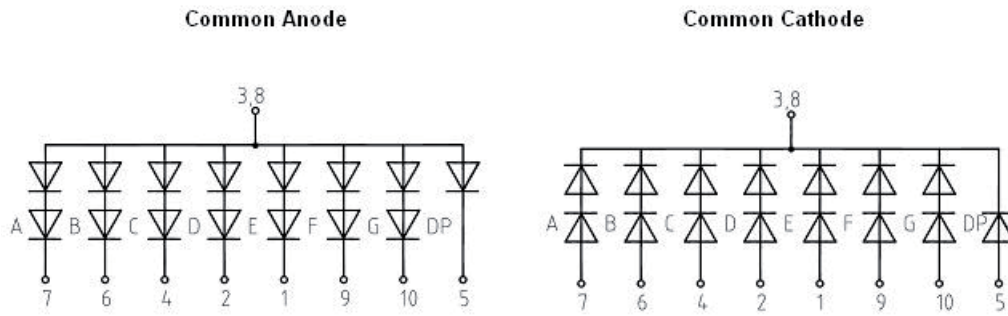 Common Anode
Common Cathode
3,8
3,8
A B C D E F G DP
A B C D E F G DP
7 6 4 2 1 9 10 5
7 6 4 2 1 9 10 5